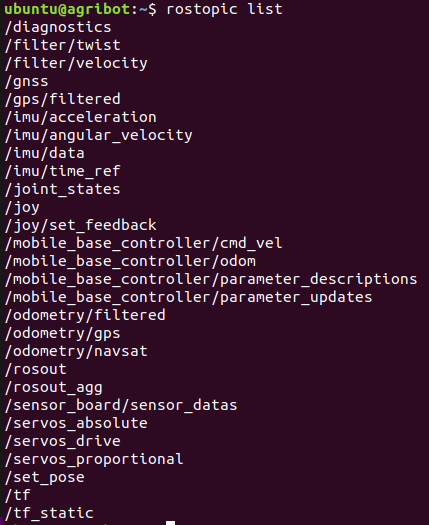 ubuntu@agribot:~$ rostopic list
/diagnostics
/filter/twist
/filter/velocity
/gnss
/gps/filtered
/imu/acceleration
/imu/angular_velocity
/imu/data
/imu/time_ref
/joint_states
/joy
/joy/set_feedback
/mobile_base_controller/cmd_vel
/mobile_base_controller/odom
/mobile_base_controller/parameter_descriptions
/mobile_base_controller/parameter_updates
/odometry/filtered
/odometry/gps
/odometry/navsat
/rosout
/rosout_agg
/sensor_board/sensor_datas
/servos_absolute
/servos_drive
/servos_proportional
/set_pose
/tf
/tf_static